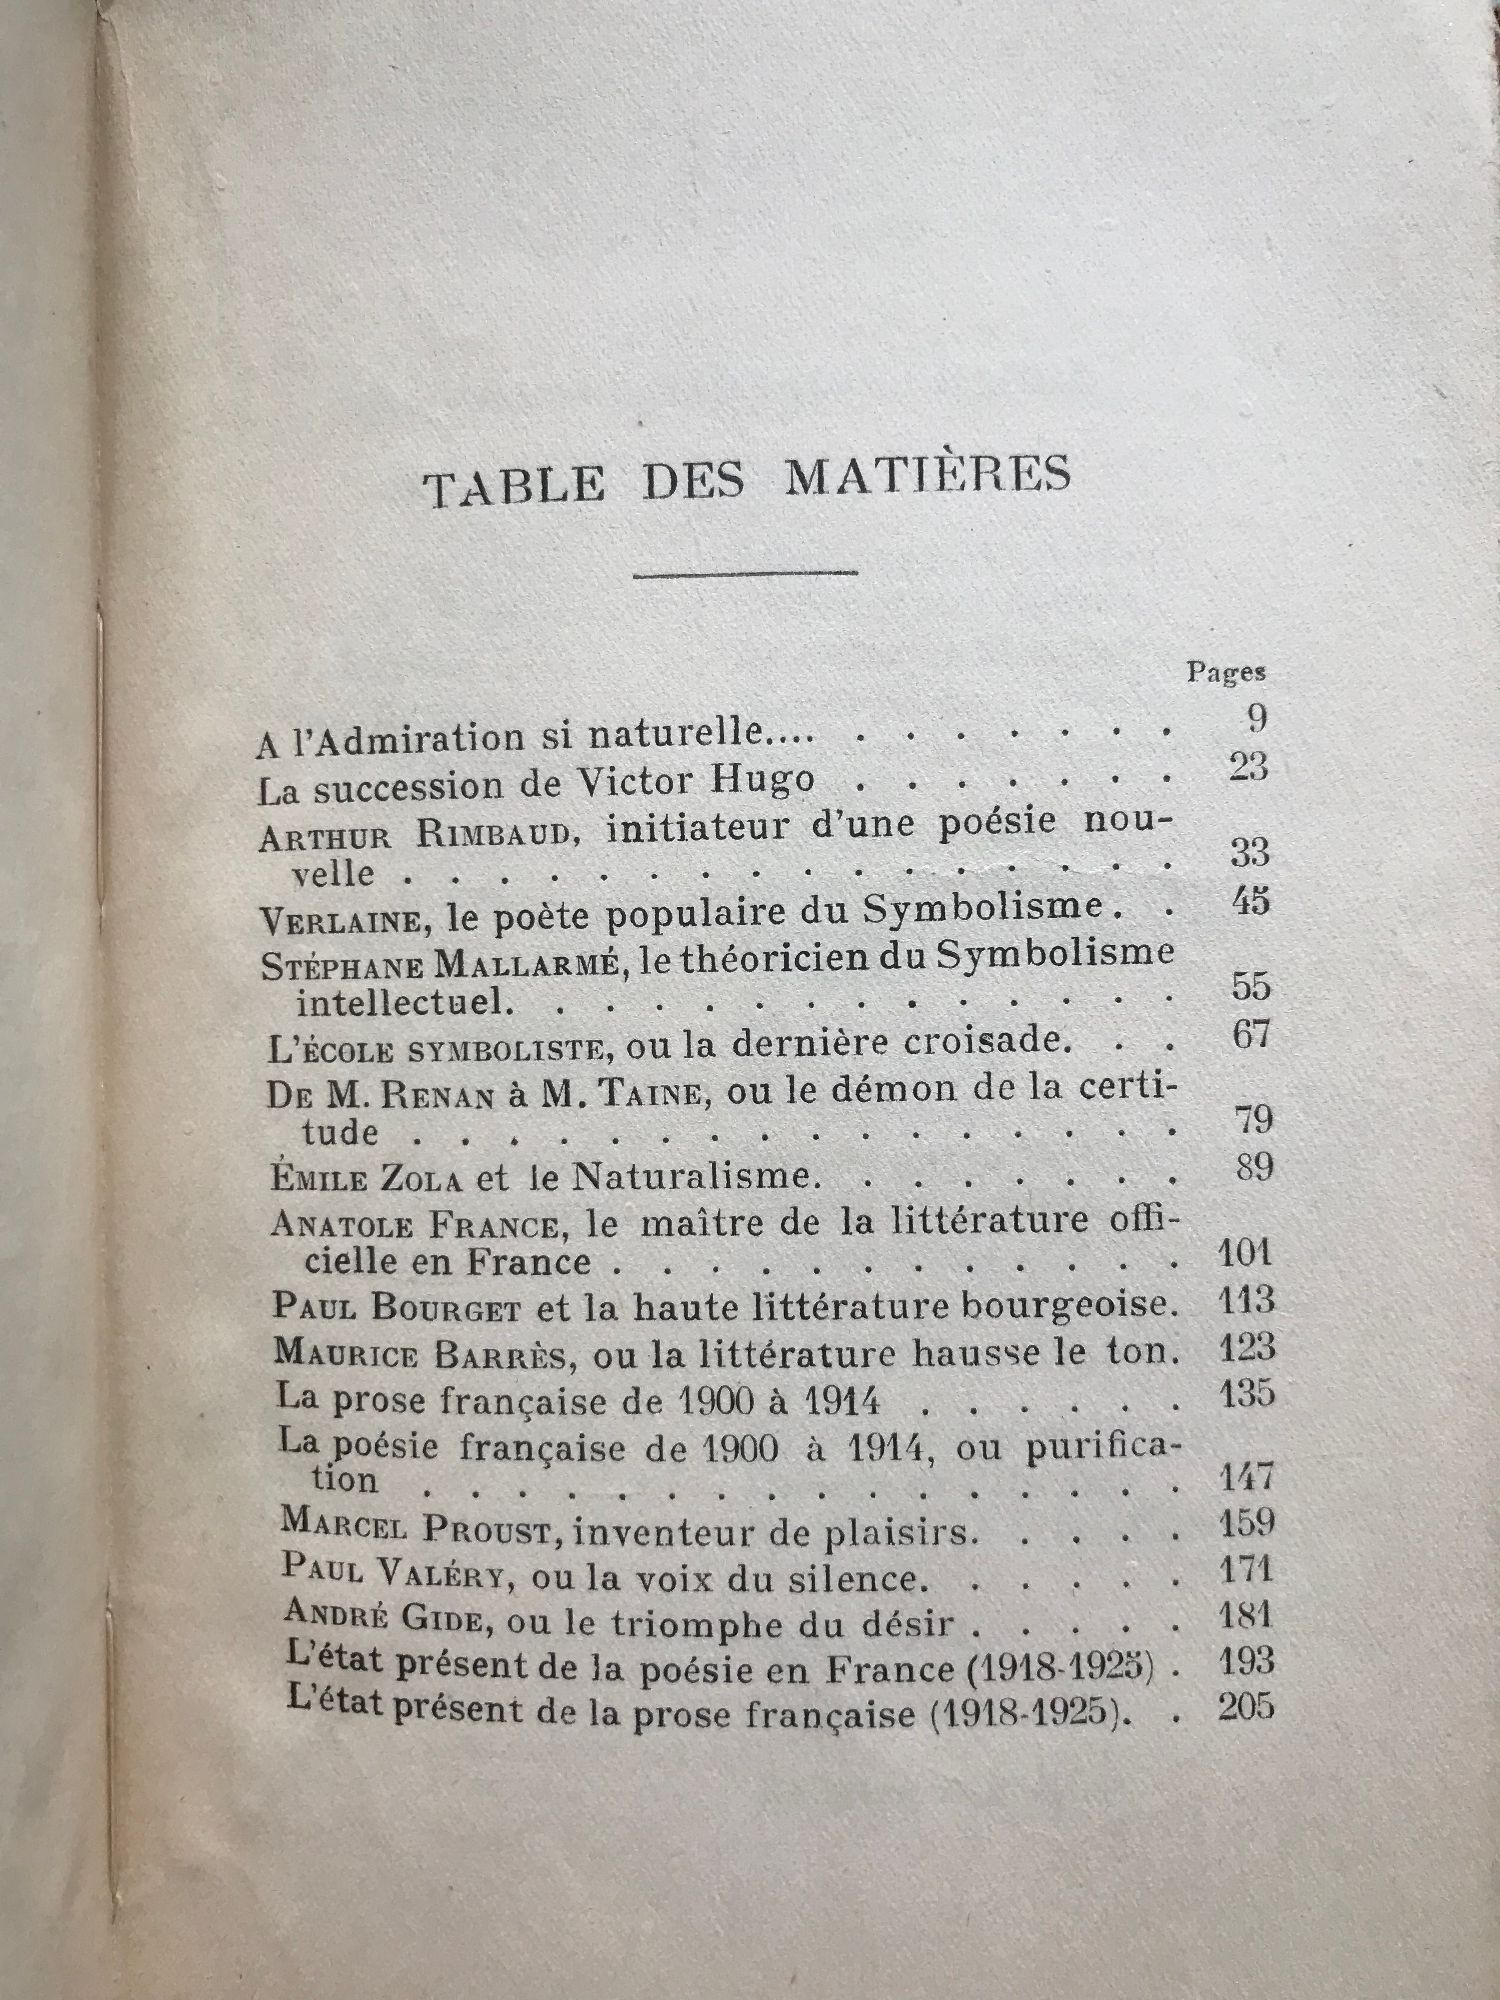 TABLE DES MATIÈRES
Pages
A l'Admiration si naturelle.... . . . . . . . 9
La succession de Victor Hugo . . . . . . . 23
ARTHUR RIMBAUD, initiateur d'une poésie nou-
velle . . . . . . . . . . . . . . . . 33
VERLAINE, le poète populaire du Symbolisme. . 45
STÉPHANE MALLARMÉ, le théoricien du Symbolisme
intellectuel. . . . . . . . . . . . . . 55
L'ÉCOLE SYMBOLISTE, ou la dernière croisade. . . 67
DE M. RENAN à M. TAINE, ou le démon de la certi-
tude . . . . . . . . . . . . . . . . 79
ÉMILE ZOLA et le Naturalisme. . . . . . . . 89
ANATOLE FRANCE, le maître de la littérature offi-
cielle en France . . . . . . . . . . . . 101
PAUL BOURGET et la haute littérature bourgeoise. 113
MAURICE BARRÈS, ou la littérature hausse le ton. 123
La prose française de 1900 à 1914 . . . . . . 135
La poésie française de 1900 à 1914, ou purifica-
tion . . . . . . . . . . . . . . . . 147
MARCEL PROUST, inventeur de plaisirs. . . . . 159
PAUL VALÉRY, ou la voix du silence. . . . . . 171
ANDRÉ GIDE, ou le triomphe du désir . . . . . 181
L'état présent de la poésie en France (1918-1925) . 193
L'état présent de la prose française (1918-1925). . 205